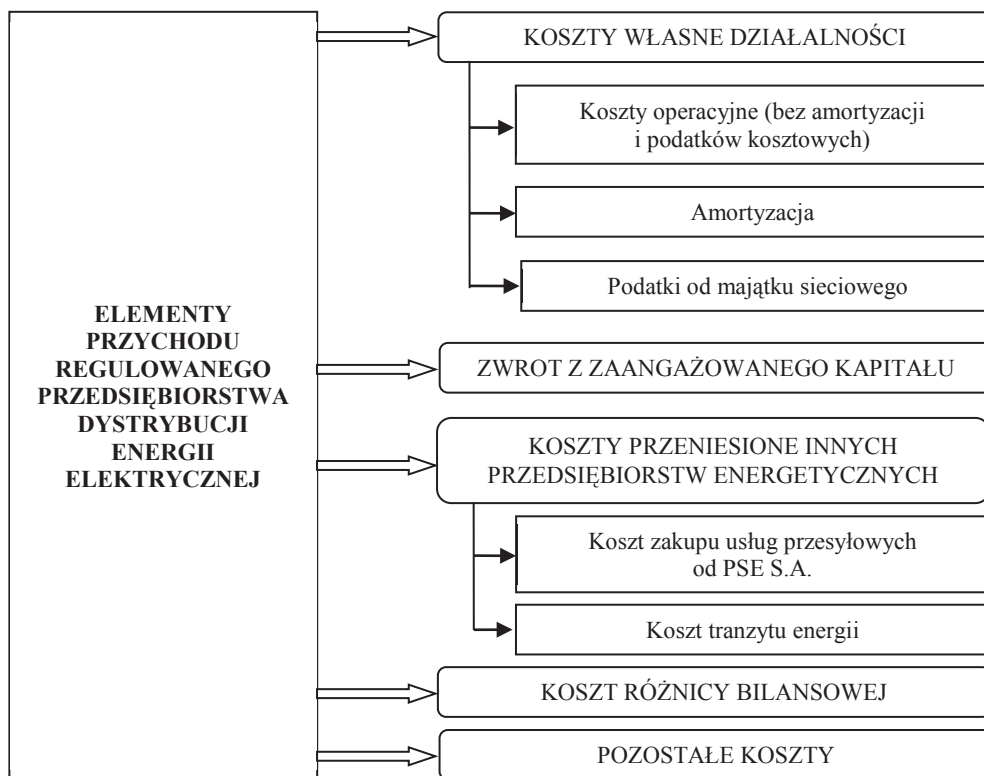 ELEMENTY
PRZYCHODU
REGULOWANEGO
PRZEDSIĘBIORSTWA
DYSTRYBUCJI
ENERGII
ELEKTRYCZNEJ
KOSZTY WŁASNE DZIAŁALNOŚCI
Koszty operacyjne (bez amortyzacji
i podatków kosztowych)
Amortyzacja
Podatki od majątku sieciowego
ZWROT Z ZAANGAŻOWANEGO KAPITAŁU
KOSZTY PRZENIESIONE INNYCH
PRZEDSIĘBIORSTW ENERGETYCZNYCH
Koszt zakupu usług przesyłowych
od PSE S.A.
Koszt tranzytu energii
KOSZT RÓŻNICY BILANSOWEJ
POZOSTAŁE KOSZTY